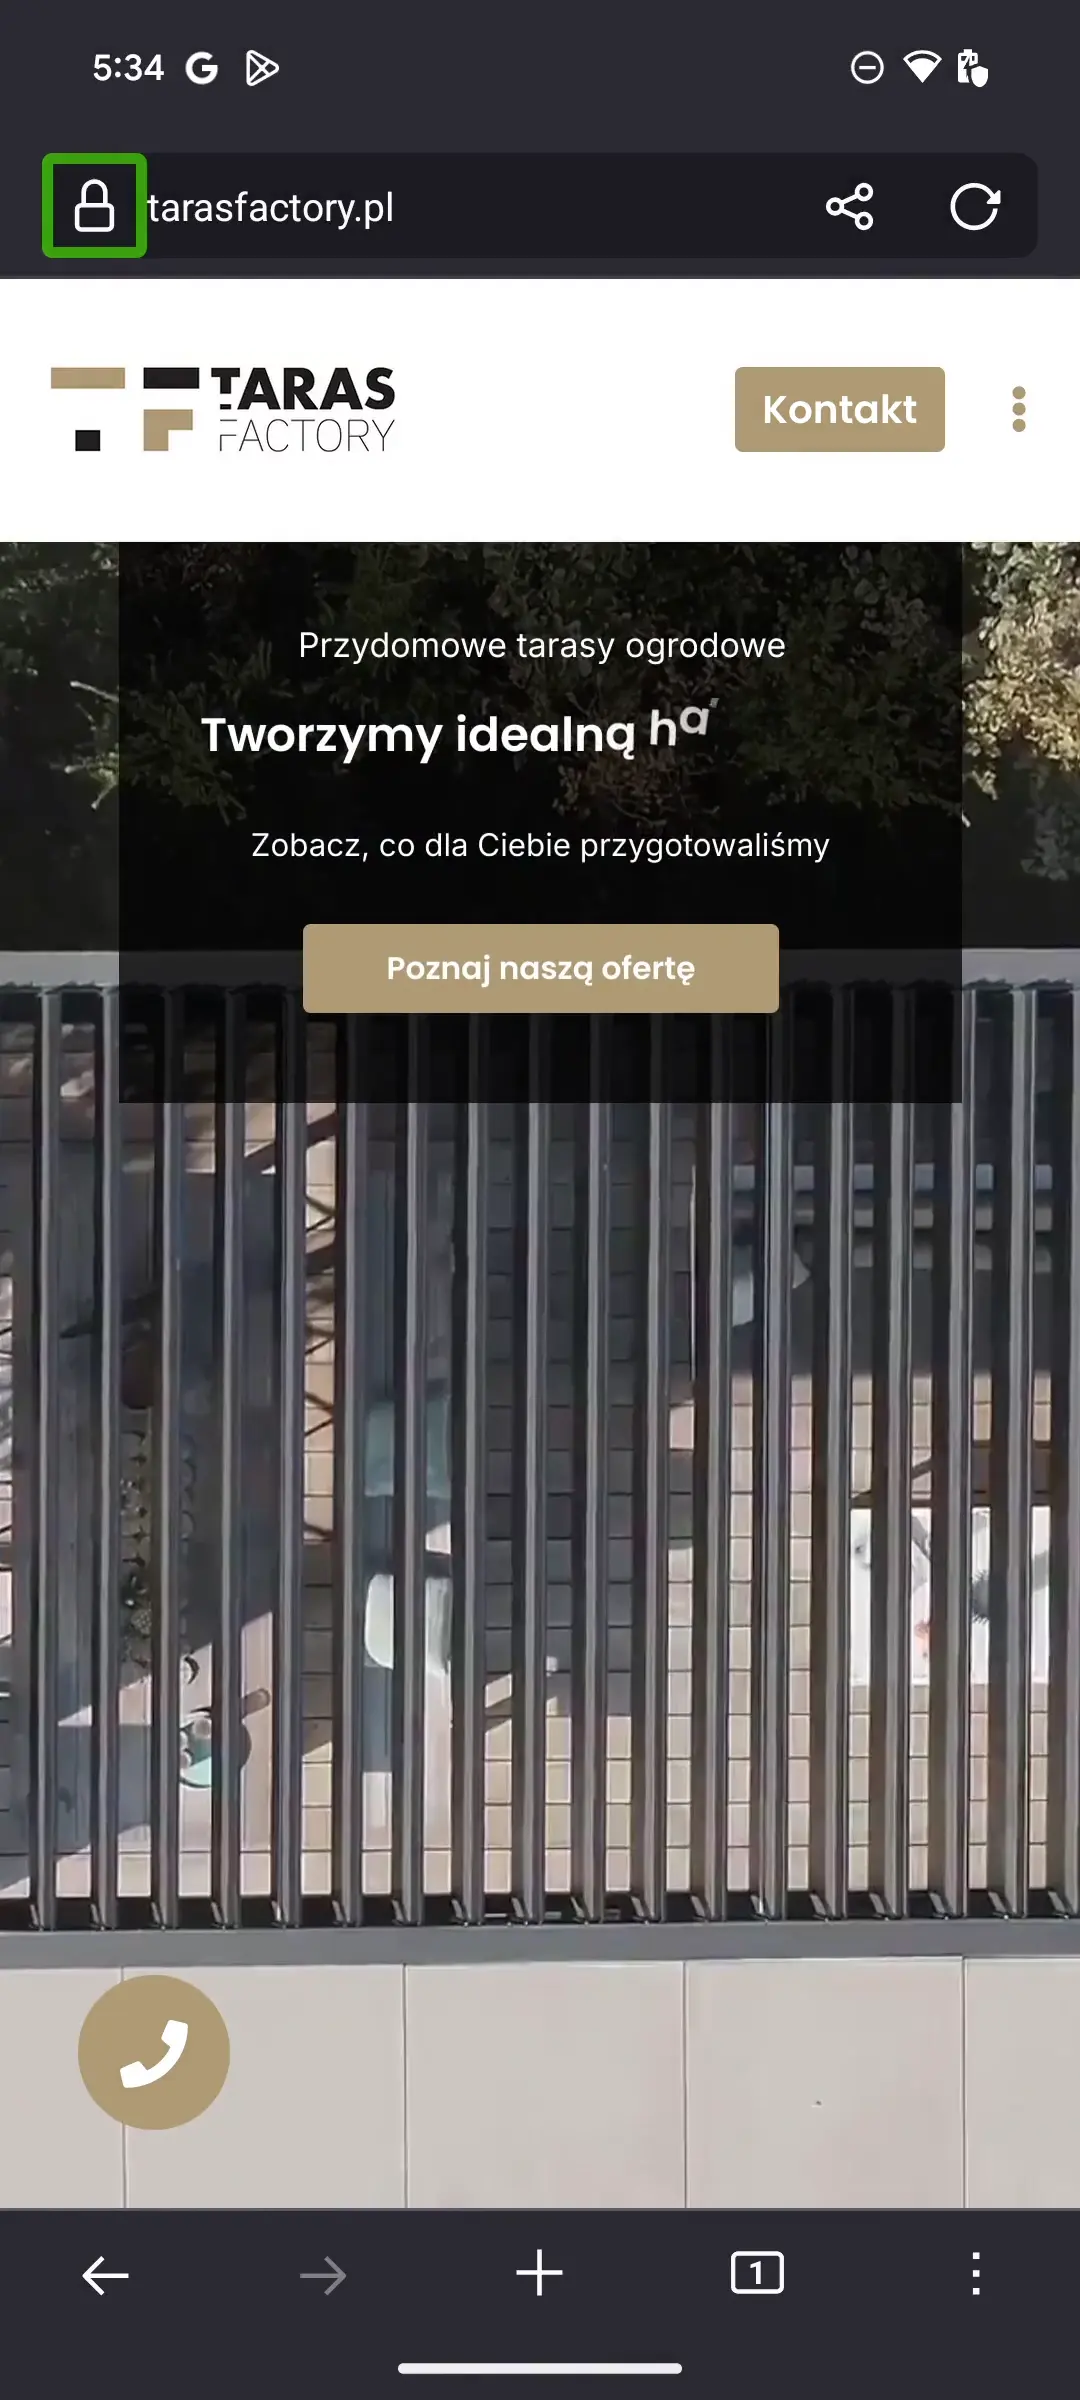 5:34
tarasfactory.pl
TARAS
FACTORY
Kontakt
Przydomowe tarasy ogrodowe
Tworzymy idealną ha
Zobacz, co dla Ciebie przygotowaliśmy
Poznaj naszą ofertę
1